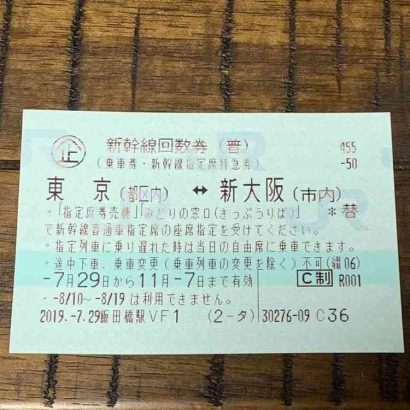 企 新幹線回数券（普） 455
（乗車券・新幹線指定席特急券） -50
東京（都区内） ↔ 新大阪（市内）
＊「指定席券売機」「みどりの窓口（きっぷうりば）」 ＊替
で新幹線普通車指定席の座席指定を受けてください。
＊指定列車に乗り遅れた時は当日の自由席に乗車できます。
＊途中下車、乗車変更（乗車列車の変更を除く）不可（綴06）
-7月29日から11月-7日まで有効 C制 R001
-8/10～-8/19は利用できません。
2019.-7.29飯田橋駅VF1 （2-タ） 30276-09 C36